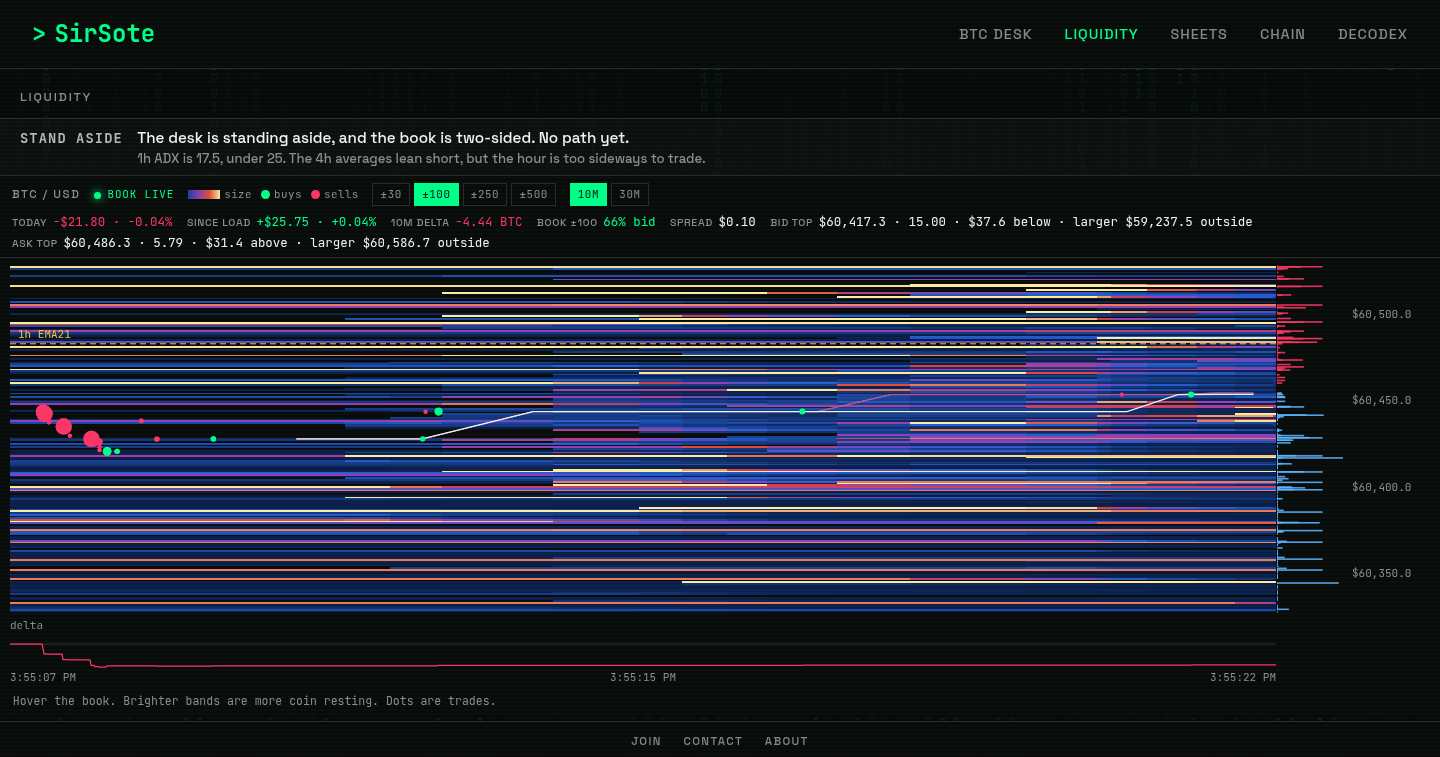 > SirSote
BTC DESK LIQUIDITY SHEETS CHAIN DECODEX
LIQUIDITY
STAND ASIDE The desk is standing aside, and the book is two-sided. No path yet.
1h ADX is 17.5, under 25. The 4h averages lean short, but the hour is too sideways to trade.
BTC / USD BOOK LIVE size buys sells ±30 ±100 ±250 ±500 10M 30M
TODAY -$21.80 · -0.04% SINCE LOAD +$25.75 · +0.04% 10M DELTA -4.44 BTC BOOK ±100 66% bid SPREAD $0.10 BID TOP $60,417.3 · 15.00 · $37.6 below · larger $59,237.5 outside
ASK TOP $60,486.3 · 5.79 · $31.4 above · larger $60,586.7 outside
$60,500.0
1h EMA21
$60,450.0
$60,400.0
$60,350.0
delta
3:55:07 PM 3:55:15 PM 3:55:22 PM
Hover the book. Brighter bands are more coin resting. Dots are trades.
JOIN CONTACT ABOUT